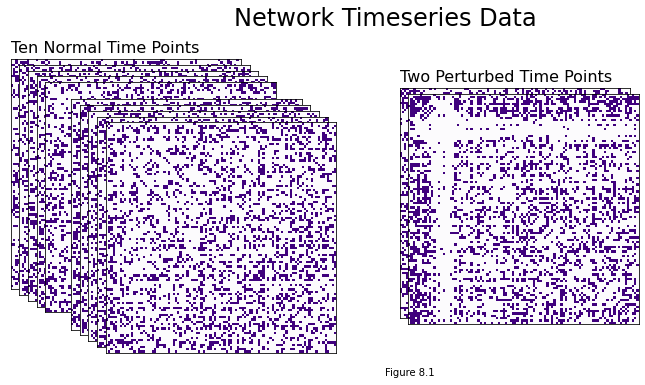 Network Timeseries Data
Ten Normal Time Points
Two Perturbed Time Points
Figure 8.1